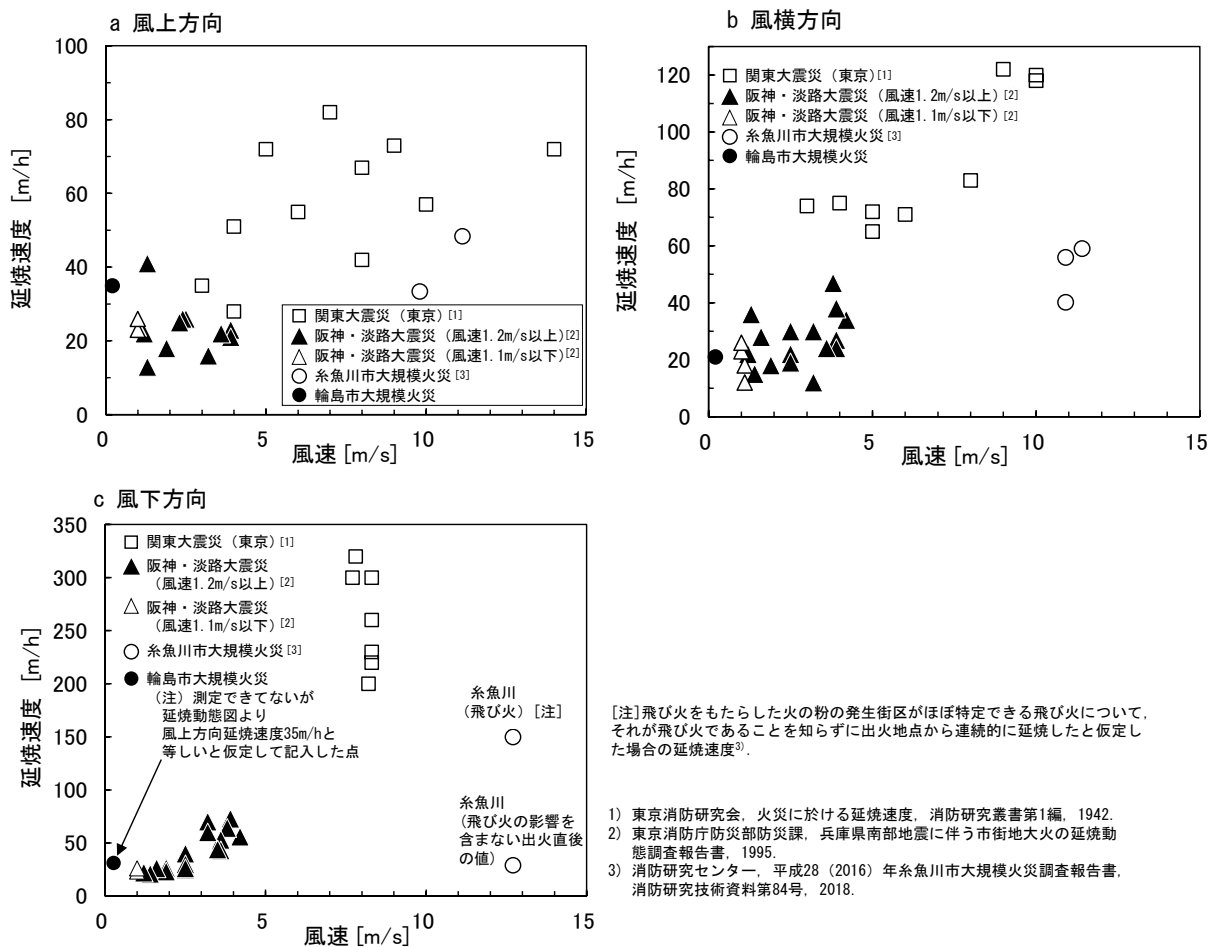 a 風上方向
100
80
60
40
20
0
延焼速度 [m/h]
□ 関東大震災（東京）[1]
▲ 阪神・淡路大震災（風速1.2m/s以上）[2]
△ 阪神・淡路大震災（風速1.1m/s以下）[2]
○ 糸魚川市大規模火災[3]
● 輪島市大規模火災
0 5 10 15
風速[m/s]
b 風横方向
120
100
80
60
40
20
0
延焼速度 [m/h]
□ 関東大震災（東京）[1]
▲ 阪神・淡路大震災（風速1.2m/s以上）[2]
△ 阪神・淡路大震災（風速1.1m/s以下）[2]
○ 糸魚川市大規模火災[3]
● 輪島市大規模火災
0 5 10 15
風速[m/s]
c 風下方向
350
300
250
200
150
100
50
0
延焼速度 [m/h]
□ 関東大震災（東京）[1]
▲ 阪神・淡路大震災
（風速1.2m/s以上）[2]
△ 阪神・淡路大震災
（風速1.1m/s以下）[2]
○ 糸魚川市大規模火災[3]
● 輪島市大規模火災
（注）測定できてないが
延焼動態図より
風上方向延焼速度35m/hと
等しいと仮定して記入した点
糸魚川
（飛び火）[注]
糸魚川
（飛び火の影響を
含まない出火直後
の値）
0 5 10 15
風速[m/s]
[注]飛び火をもたらした火の粉の発生街区がほぼ特定できる飛び火について，
それが飛び火であることを知らずに出火地点から連続的に延焼したと仮定し
た場合の延焼速度3)．
1) 東京消防研究会，火災に於ける延焼速度，消防研究叢書第1編，1942.
2) 東京消防庁防災部防災課，兵庫県南部地震に伴う市街地大火の延焼動
態調査報告書，1995.
3) 消防研究センター，平成28（2016）年糸魚川市大規模火災調査報告書，
消防研究技術資料第84号，2018.